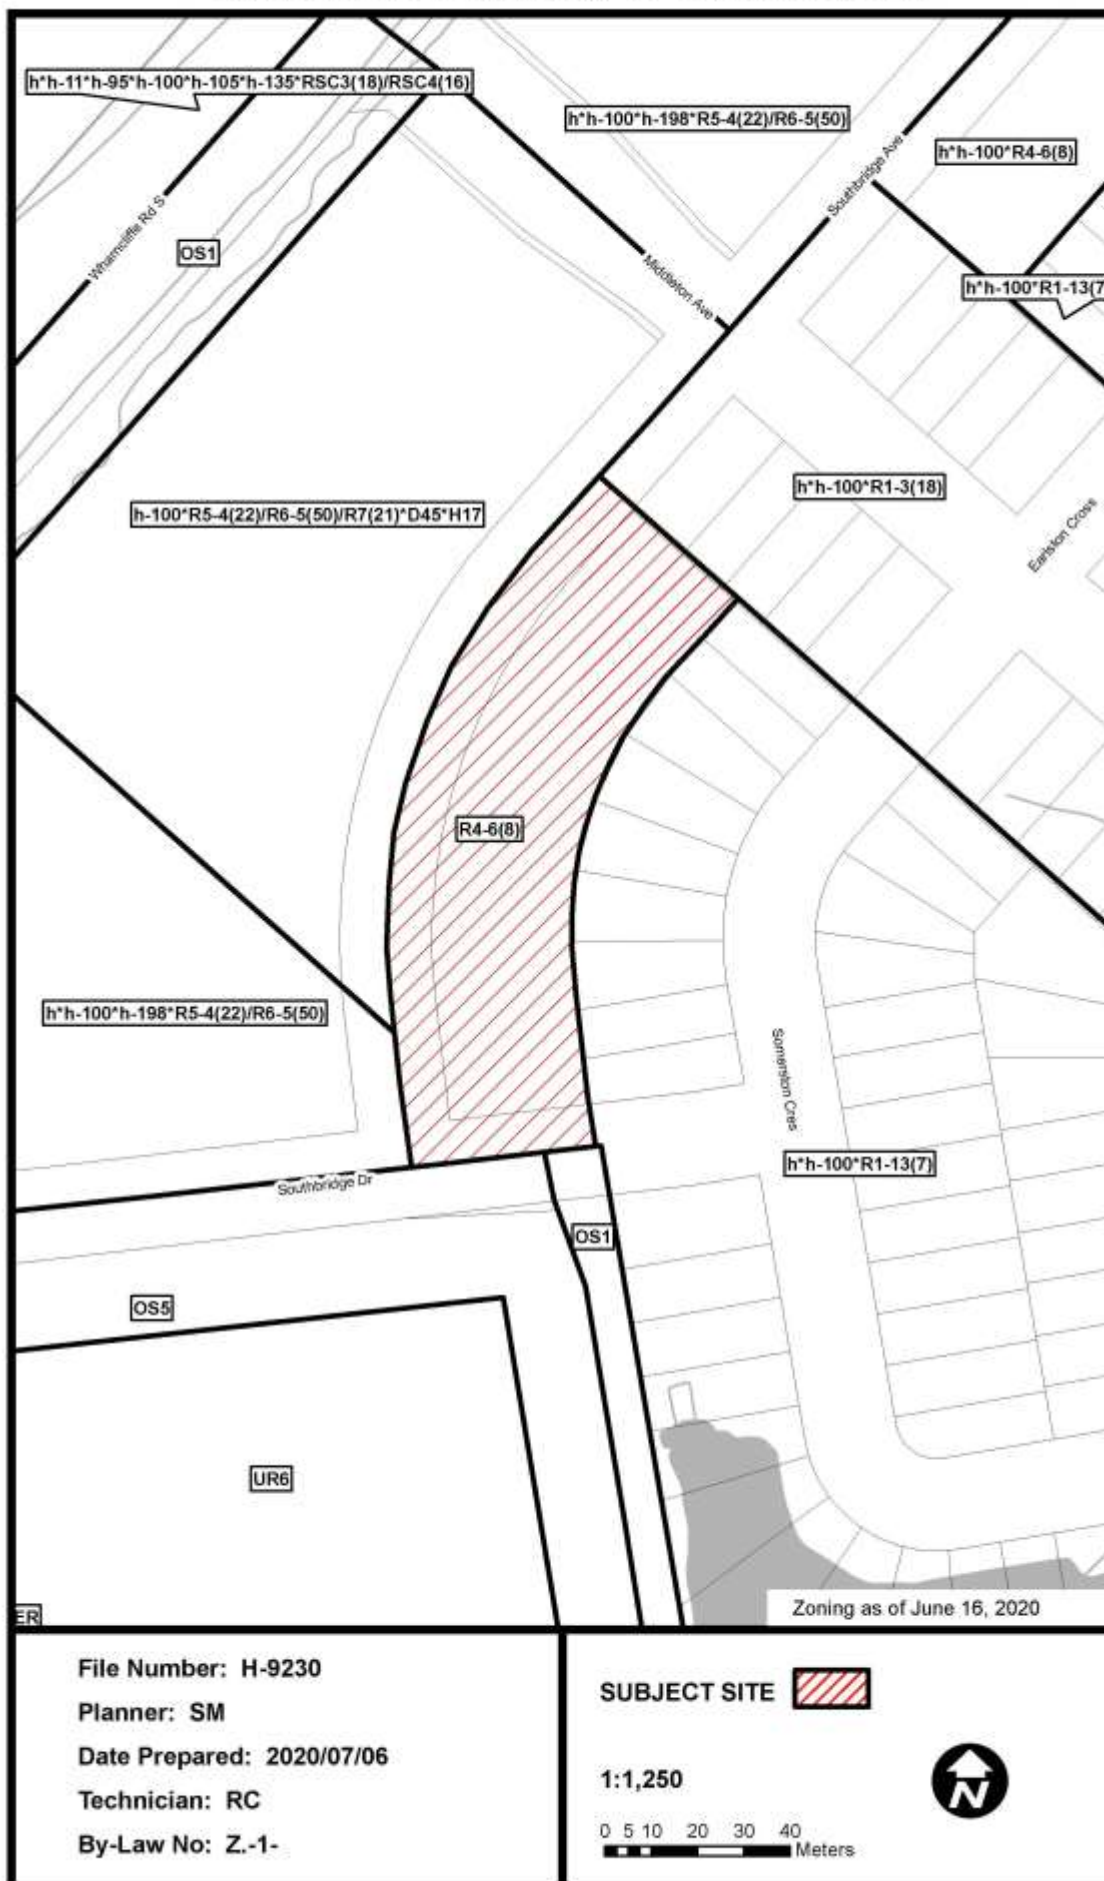 h*h-11*h-95*h-100*h-105*h-135*RSC3(18)/RSC4(16)
h*h-100*h-198*R5-4(22)/R6-5(50)
h*h-100*R4-6(8)
Southbridge Ave
Wharncliffe Rd S
OS1
Middleton Ave
h*h-100*R1-13(7
h-100*R5-4(22)/R6-5(50)/R7(21)*D45*H17
h*h-100*R1-3(18)
Earlston Cross
R4-6(8)
h*h-100*h-198*R5-4(22)/R6-5(50)
Somerston Cres
h*h-100*R1-13(7)
Southbridge Dr
OS1
OS5
UR6
ER
Zoning as of June 16, 2020
File Number: H-9230
Planner: SM
Date Prepared: 2020/07/06
Technician: RC
By-Law No: Z.-1-
SUBJECT SITE
1:1,250
N
0 5 10 20 30 40
Meters